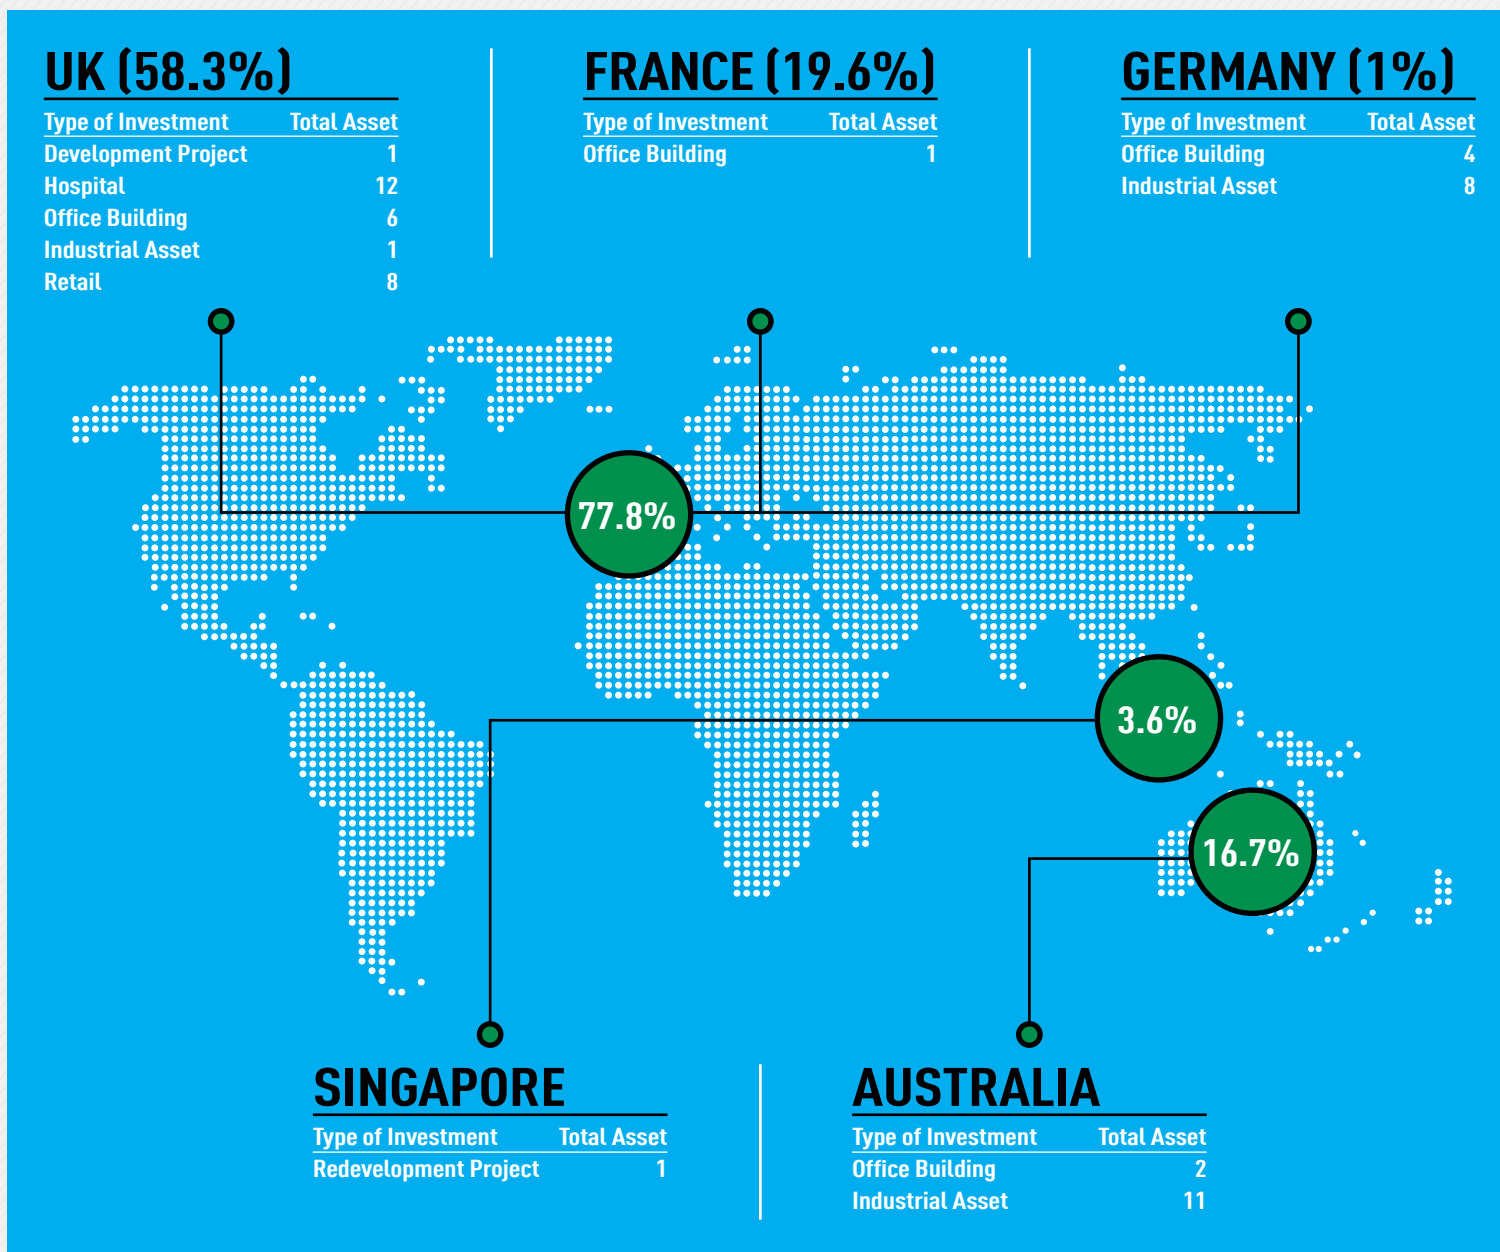 UK (58.3%)
Type of Investment Total Asset
Development Project 1
Hospital 12
Office Building 6
Industrial Asset 1
Retail 8
FRANCE (19.6%)
Type of Investment Total Asset
Office Building 1
GERMANY (1%)
Type of Investment Total Asset
Office Building 4
Industrial Asset 8
77.8%
3.6%
16.7%
SINGAPORE
Type of Investment Total Asset
Redevelopment Project 1
AUSTRALIA
Type of Investment Total Asset
Office Building 2
Industrial Asset 11